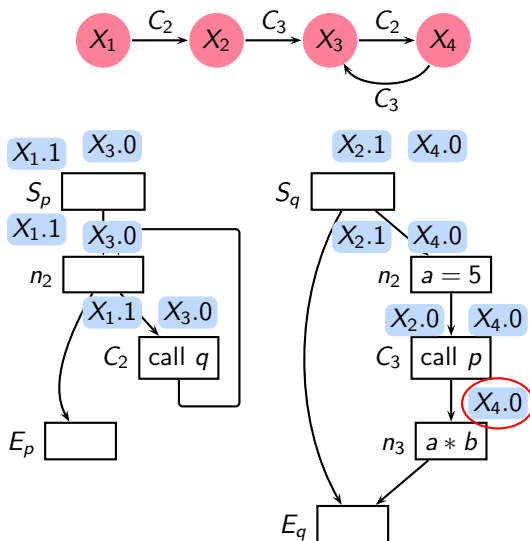 C₂ C₃ C₂
X₁ X₂ X₃ X₄
C₃
X₁.1 X₃.0
Sₚ
X₁.1 X₃.0
n₂
X₁.1 X₃.0
C₂ call q
Eₚ
X₂.1 X₄.0
S_q
X₂.1 X₄.0
n₂ a = 5
X₂.0 X₄.0
C₃ call p
X₄.0
n₃ a ∗ b
E_q